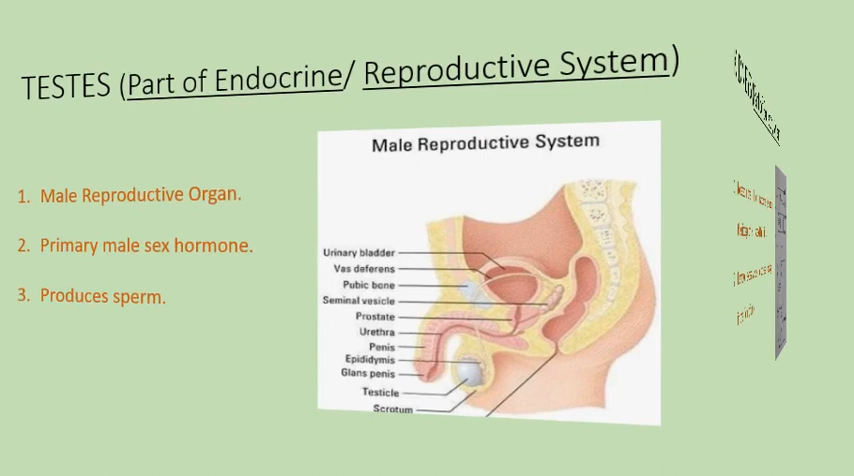 TESTES (Part of Endocrine/ Reproductive System)
1. Male Reproductive Organ.
2. Primary male sex hormone.
3. Produces sperm.
Male Reproductive System
Urinary bladder
Vas deferens
Pubic bone
Seminal vesicle
Prostate
Urethra
Penis
Epididymis
Glans penis
Testicle
Scrotum